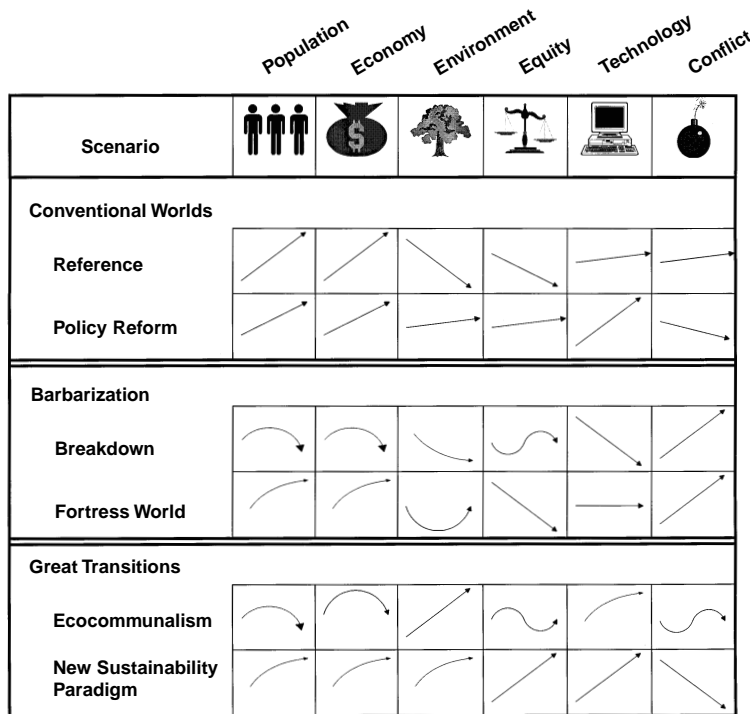 Population Economy Environment Equity Technology Conflict
Scenario
$
Conventional Worlds
Reference
Policy Reform
Barbarization
Breakdown
Fortress World
Great Transitions
Ecocommunalism
New Sustainability
Paradigm